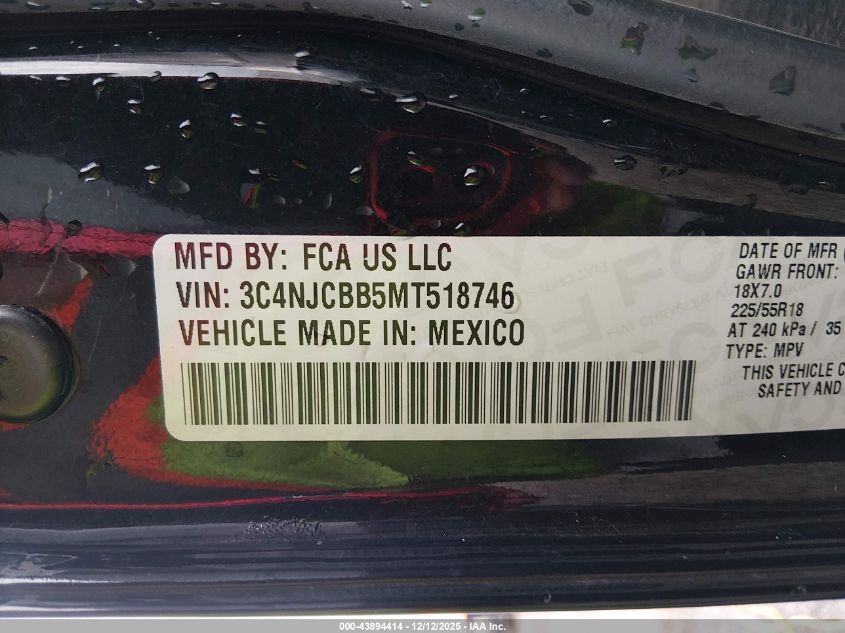 MFD BY: FCA US LLC
VIN: 3C4NJCBB5MT518746
VEHICLE MADE IN: MEXICO
DATE OF MFR
GAWR FRONT:
18X7.0
225/55R18
AT 240 kPa / 35
TYPE: MPV
THIS VEHICLE
SAFETY AND
000-43894414 - 12/12/2025 - IAA Inc.